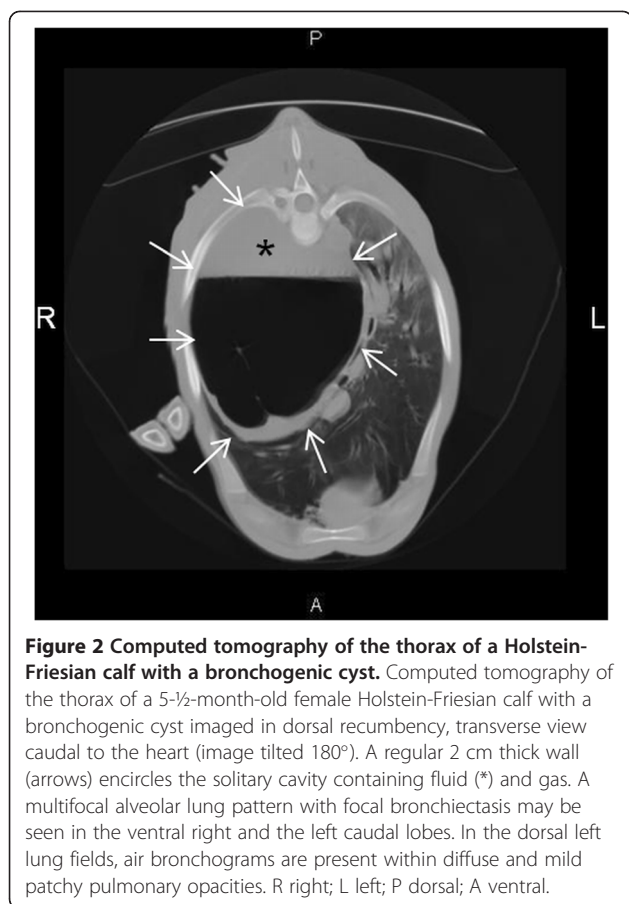 P
*
R
L
A
Figure 2 Computed tomography of the thorax of a Holstein-
Friesian calf with a bronchogenic cyst. Computed tomography of
the thorax of a 5-½-month-old female Holstein-Friesian calf with a
bronchogenic cyst imaged in dorsal recumbency, transverse view
caudal to the heart (image tilted 180°). A regular 2 cm thick wall
(arrows) encircles the solitary cavity containing fluid (*) and gas. A
multifocal alveolar lung pattern with focal bronchiectasis may be
seen in the ventral right and the left caudal lobes. In the dorsal left
lung fields, air bronchograms are present within diffuse and mild
patchy pulmonary opacities. R right; L left; P dorsal; A ventral.